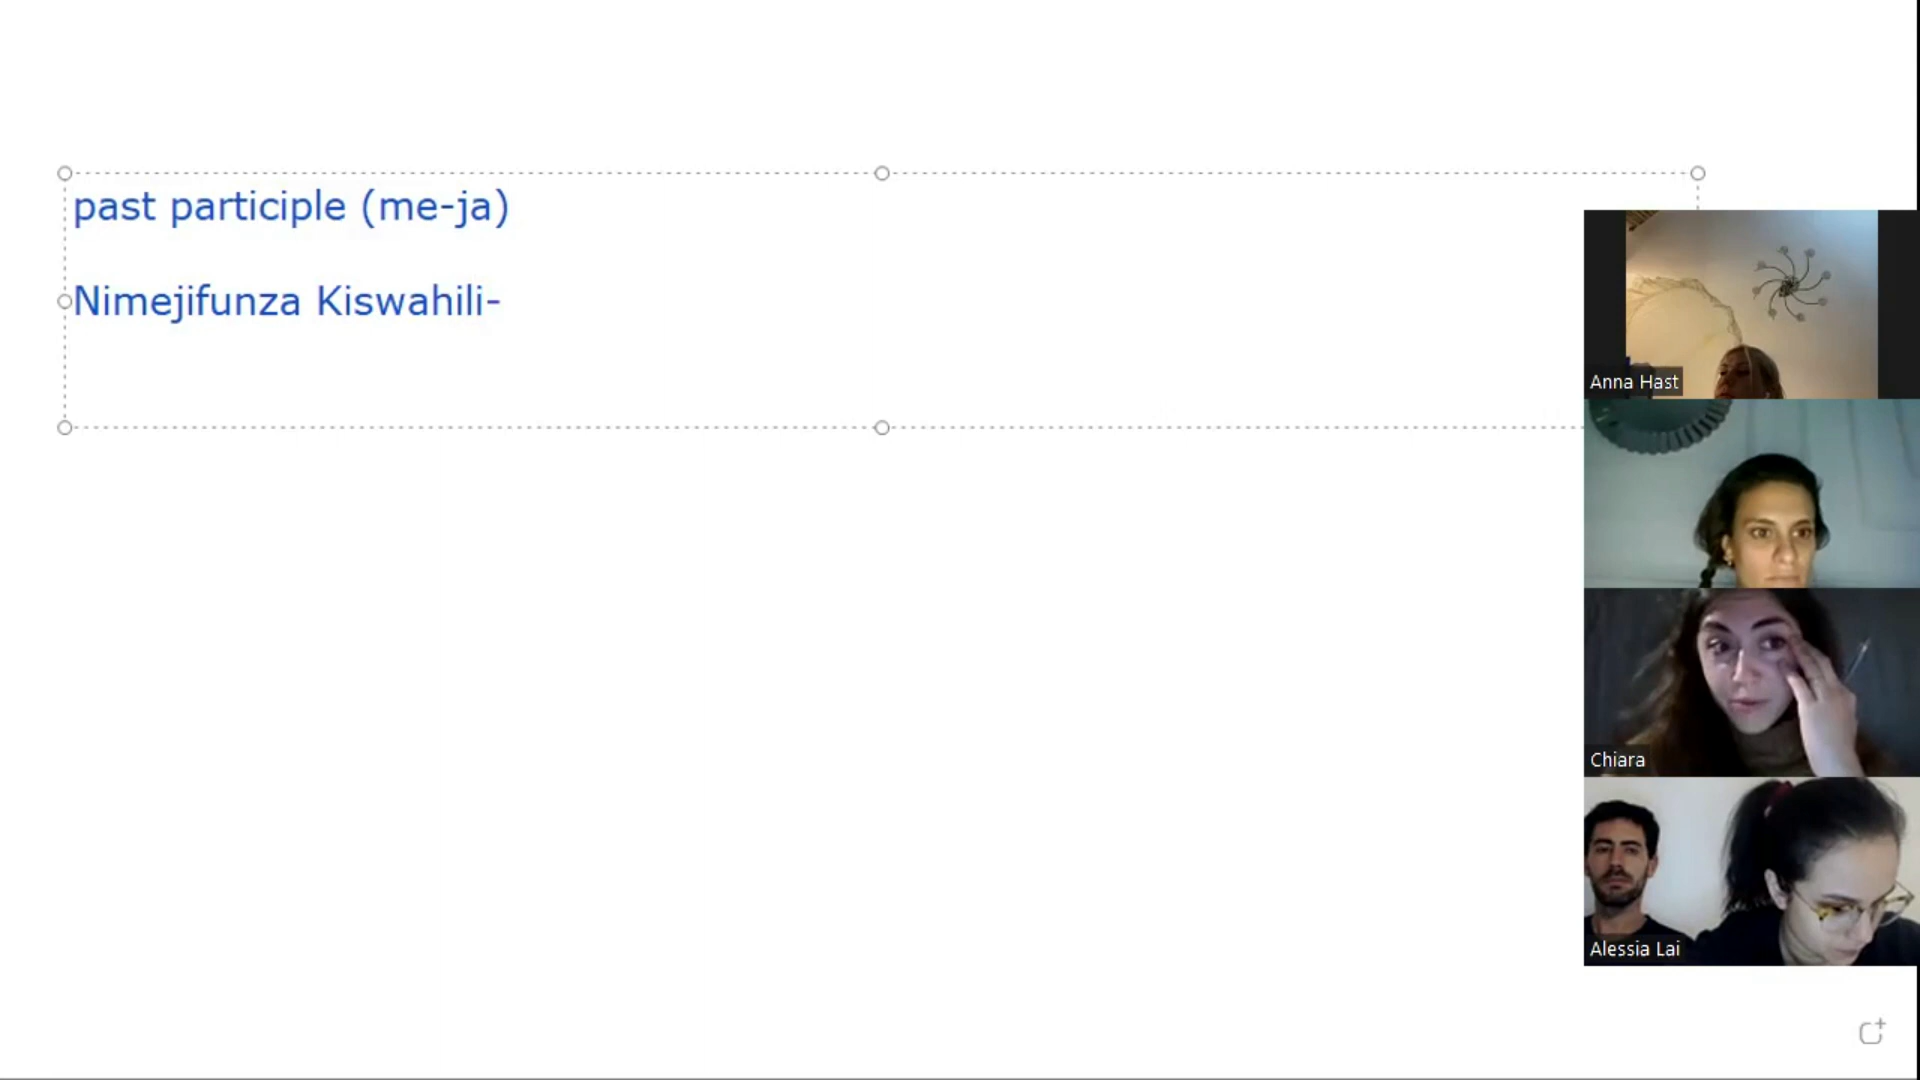 past participle (me-ja)
Nimejifunza Kiswahili-
Anna Hast
Chiara
Alessia Lai